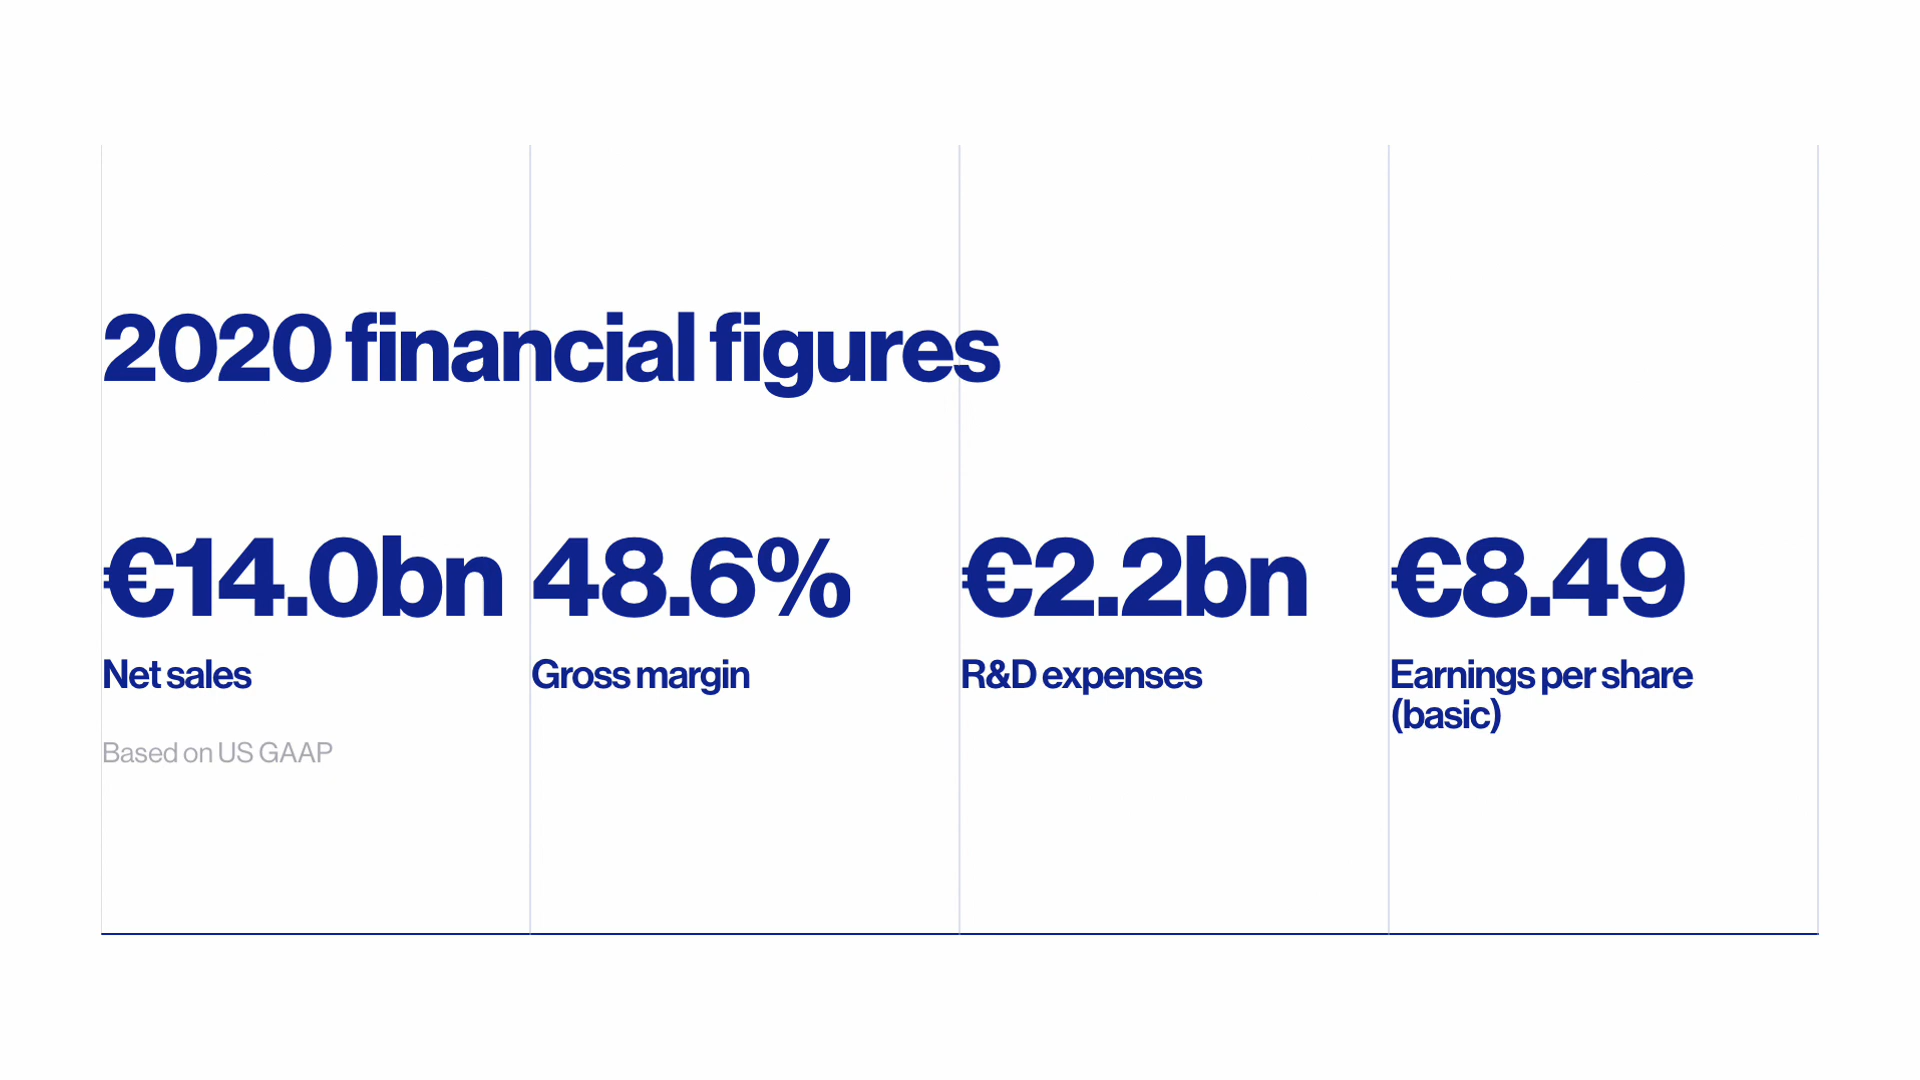 2020 financial figures
€14.0bn
48.6%
€2.2bn
€8.49
Net sales
Gross margin
R&D expenses
Earnings per share
(basic)
Based on US GAAP